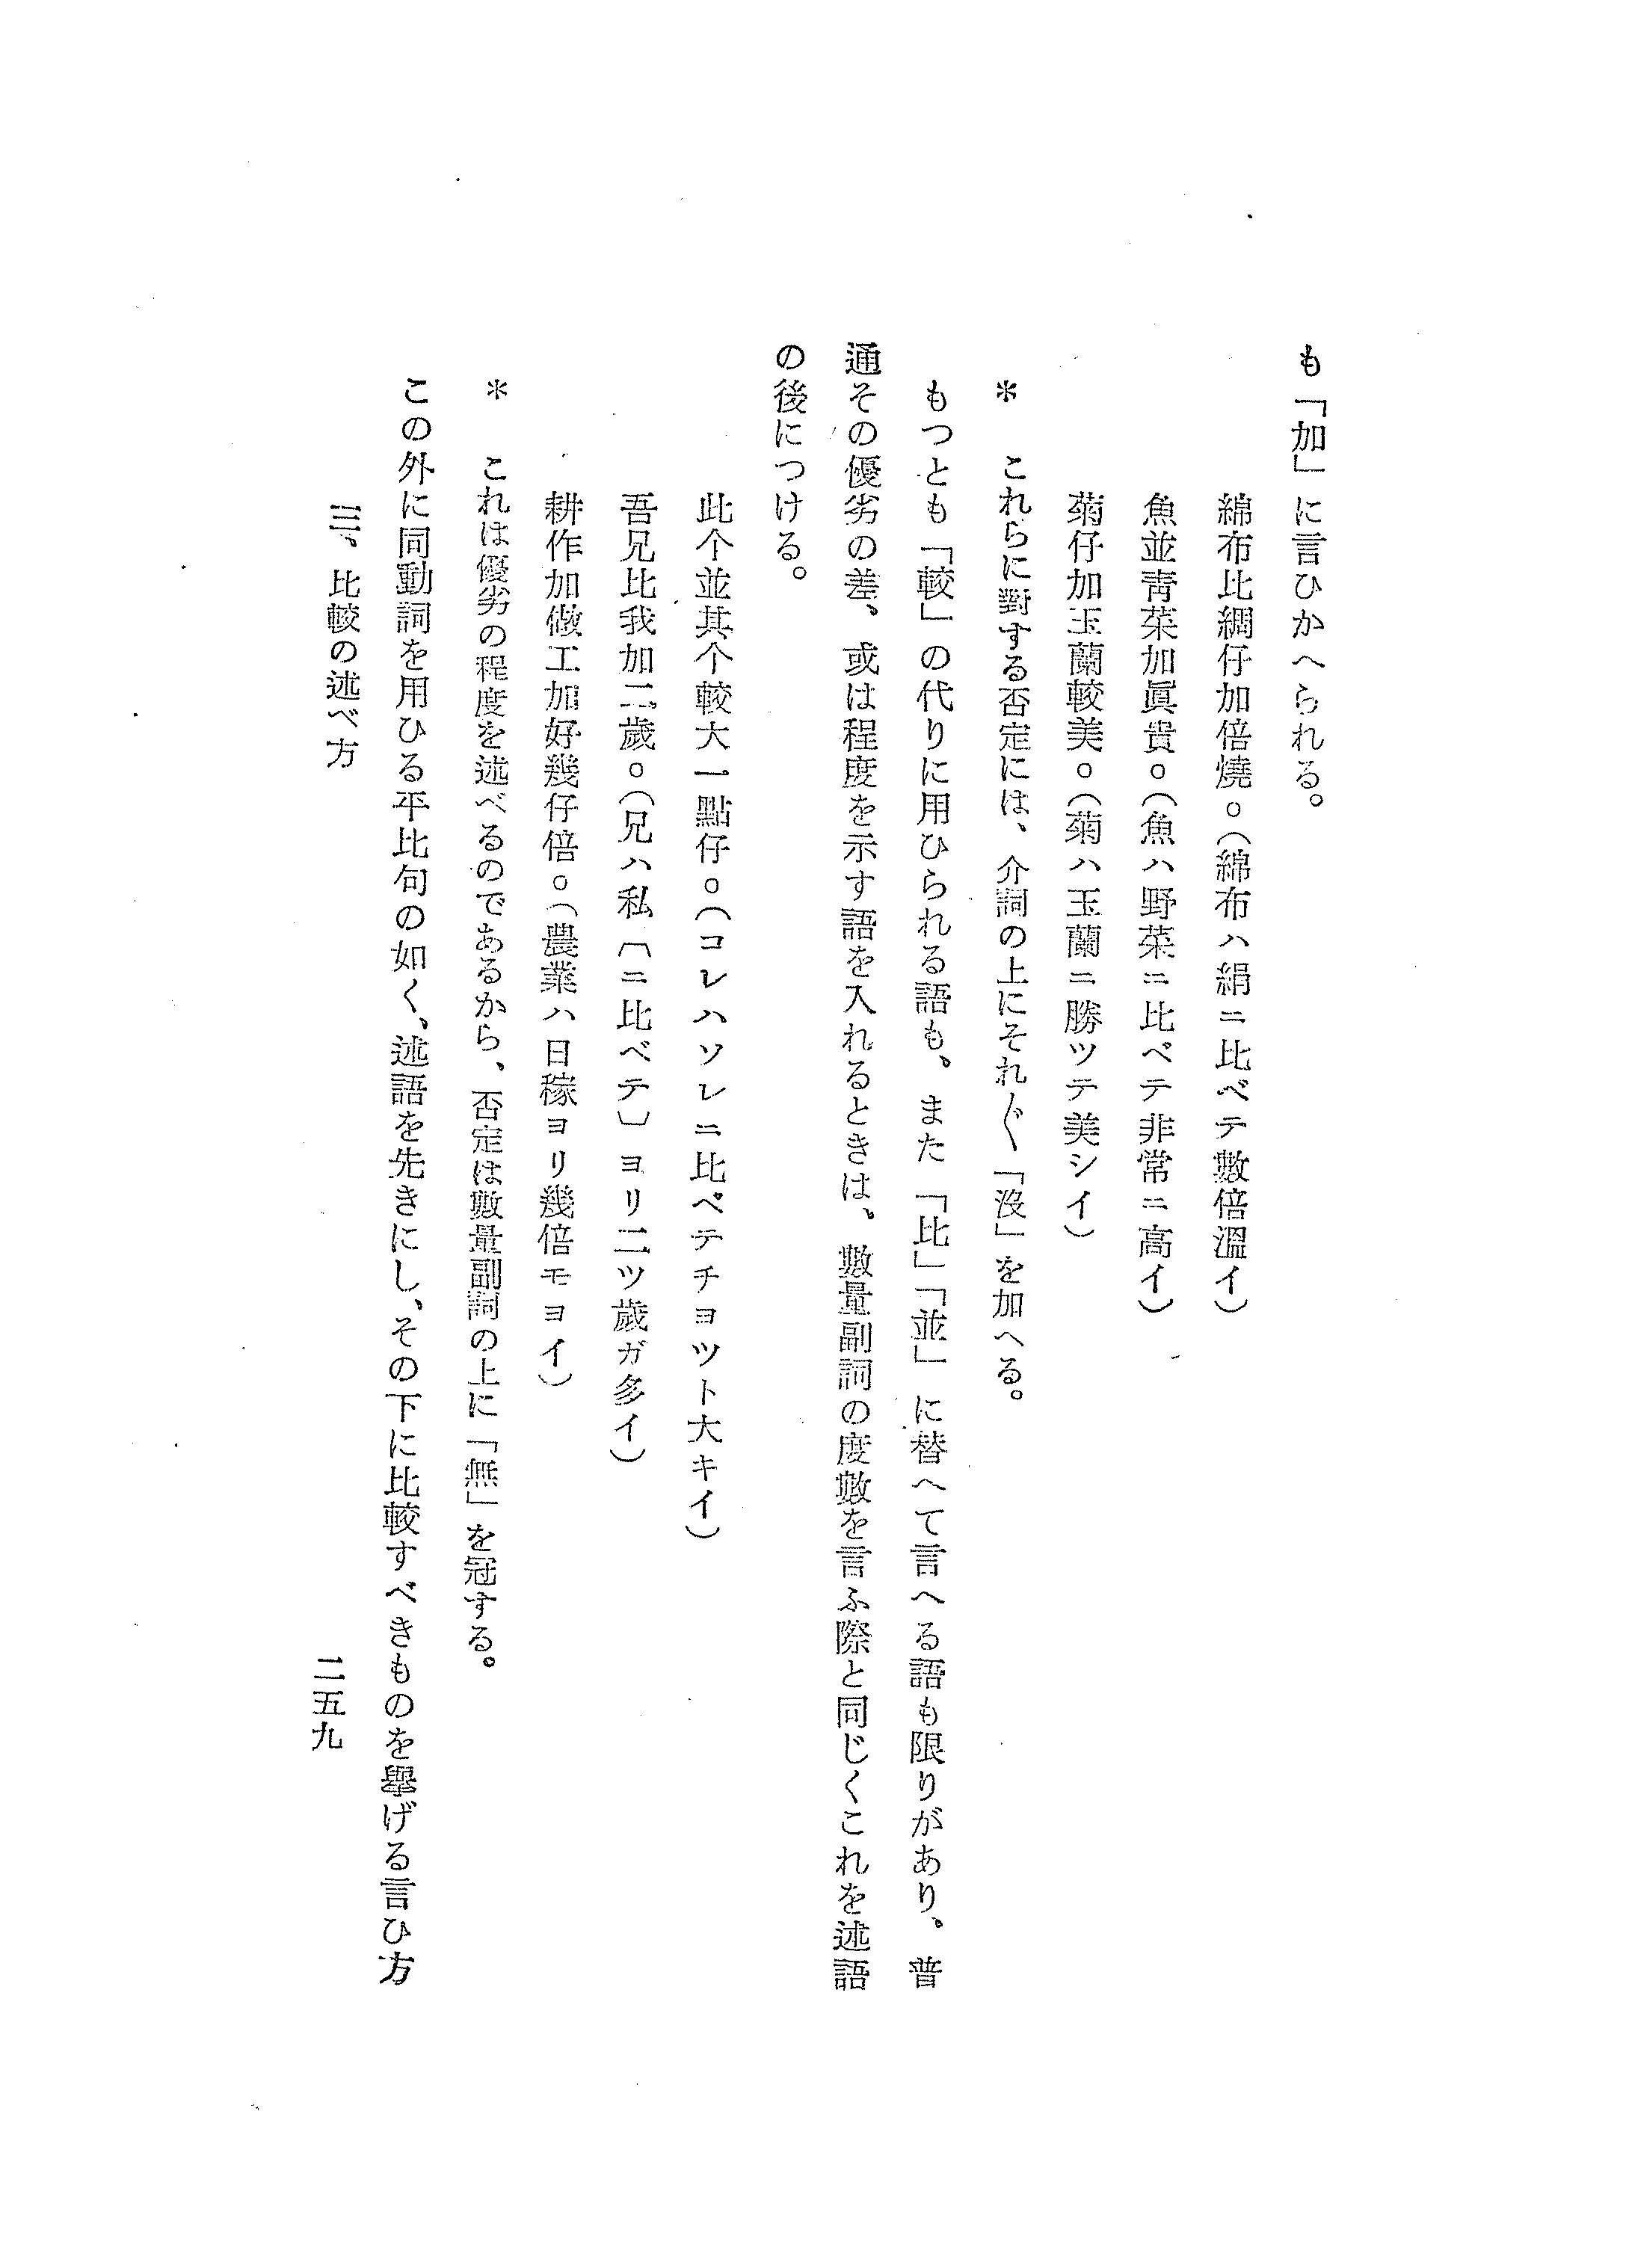 も「加」に言ひかへられる。
綿布比綢仔加倍燒。(綿布ハ絹ニ比ベテ數倍溫イ)
魚並靑菜加眞貴。(魚ハ野菜ニ比ベテ非常ニ高イ)
菊仔加玉蘭較美。(菊ハ玉蘭ニ勝ツテ美シイ)
＊　これらに對する否定には、介詞の上にそれ〴〵「沒」を加へる。
もつとも「較」の代りに用ひられる語も、また「比」「並」に替へて言へる語も限りがあり、普
通その優劣の差、或は程度を示す語を入れるときは、數量副詞の度數を言ふ際と同じくこれを述語
の後につける。
此个並其个較大一點仔。(コレハソレニ比ベテチヨツト大キイ)
吾兄比我加二歲。(兄ハ私〔ニ比ベテ〕ヨリ二ツ歲ガ多イ)
耕作加做工加好幾仔倍。(農業ハ日稼ヨリ幾倍モヨイ)
＊　これは優劣の程度を述べるのであるから、否定は數量副詞の上に「無」を冠する。
この外に同動詞を用ひる平比句の如く、述語を先きにし、その下に比較すべきものを擧げる言ひ方
三、比較の述べ方
二五九